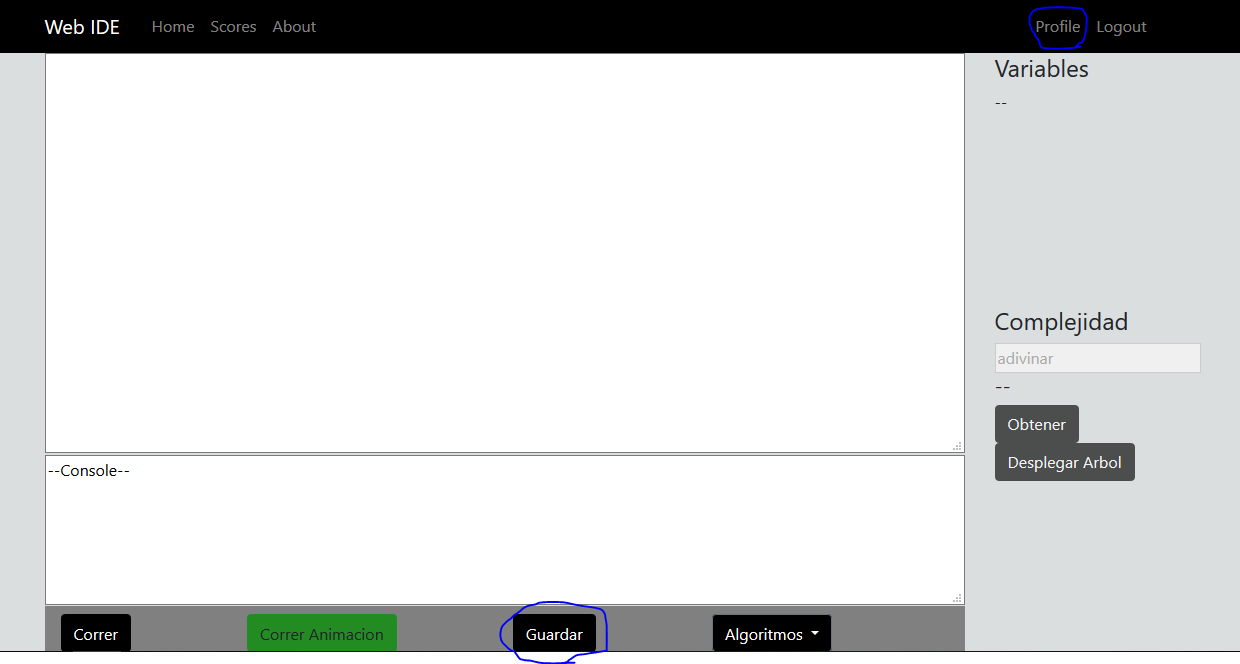 Web IDE Home Scores About Profile Logout
Variables
--
Complejidad
adivinar
--
Obtener
Desplegar Arbol
--Console--
Correr Correr Animacion Guardar Algoritmos